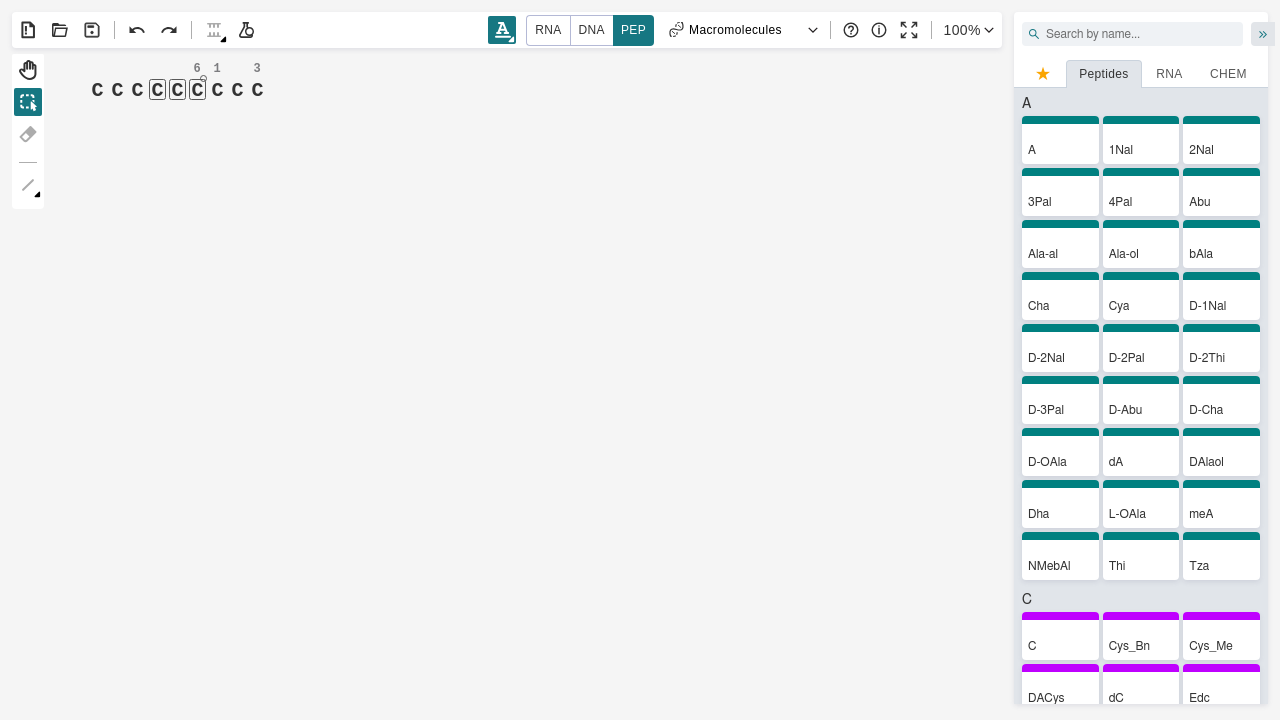 A RNA DNA PEP Macromolecules 100%
Search by name...
Peptides RNA CHEM
6 1 3
C C C C C C C C C
A
A 1Nal 2Nal
3Pal 4Pal Abu
Ala-al Ala-ol bAla
Cha Cya D-1Nal
D-2Nal D-2Pal D-2Thi
D-3Pal D-Abu D-Cha
D-OAla dA DAlaol
Dha L-OAla meA
NMebAl Thi Tza
C
C Cys_Bn Cys_Me
DACys dC Edc